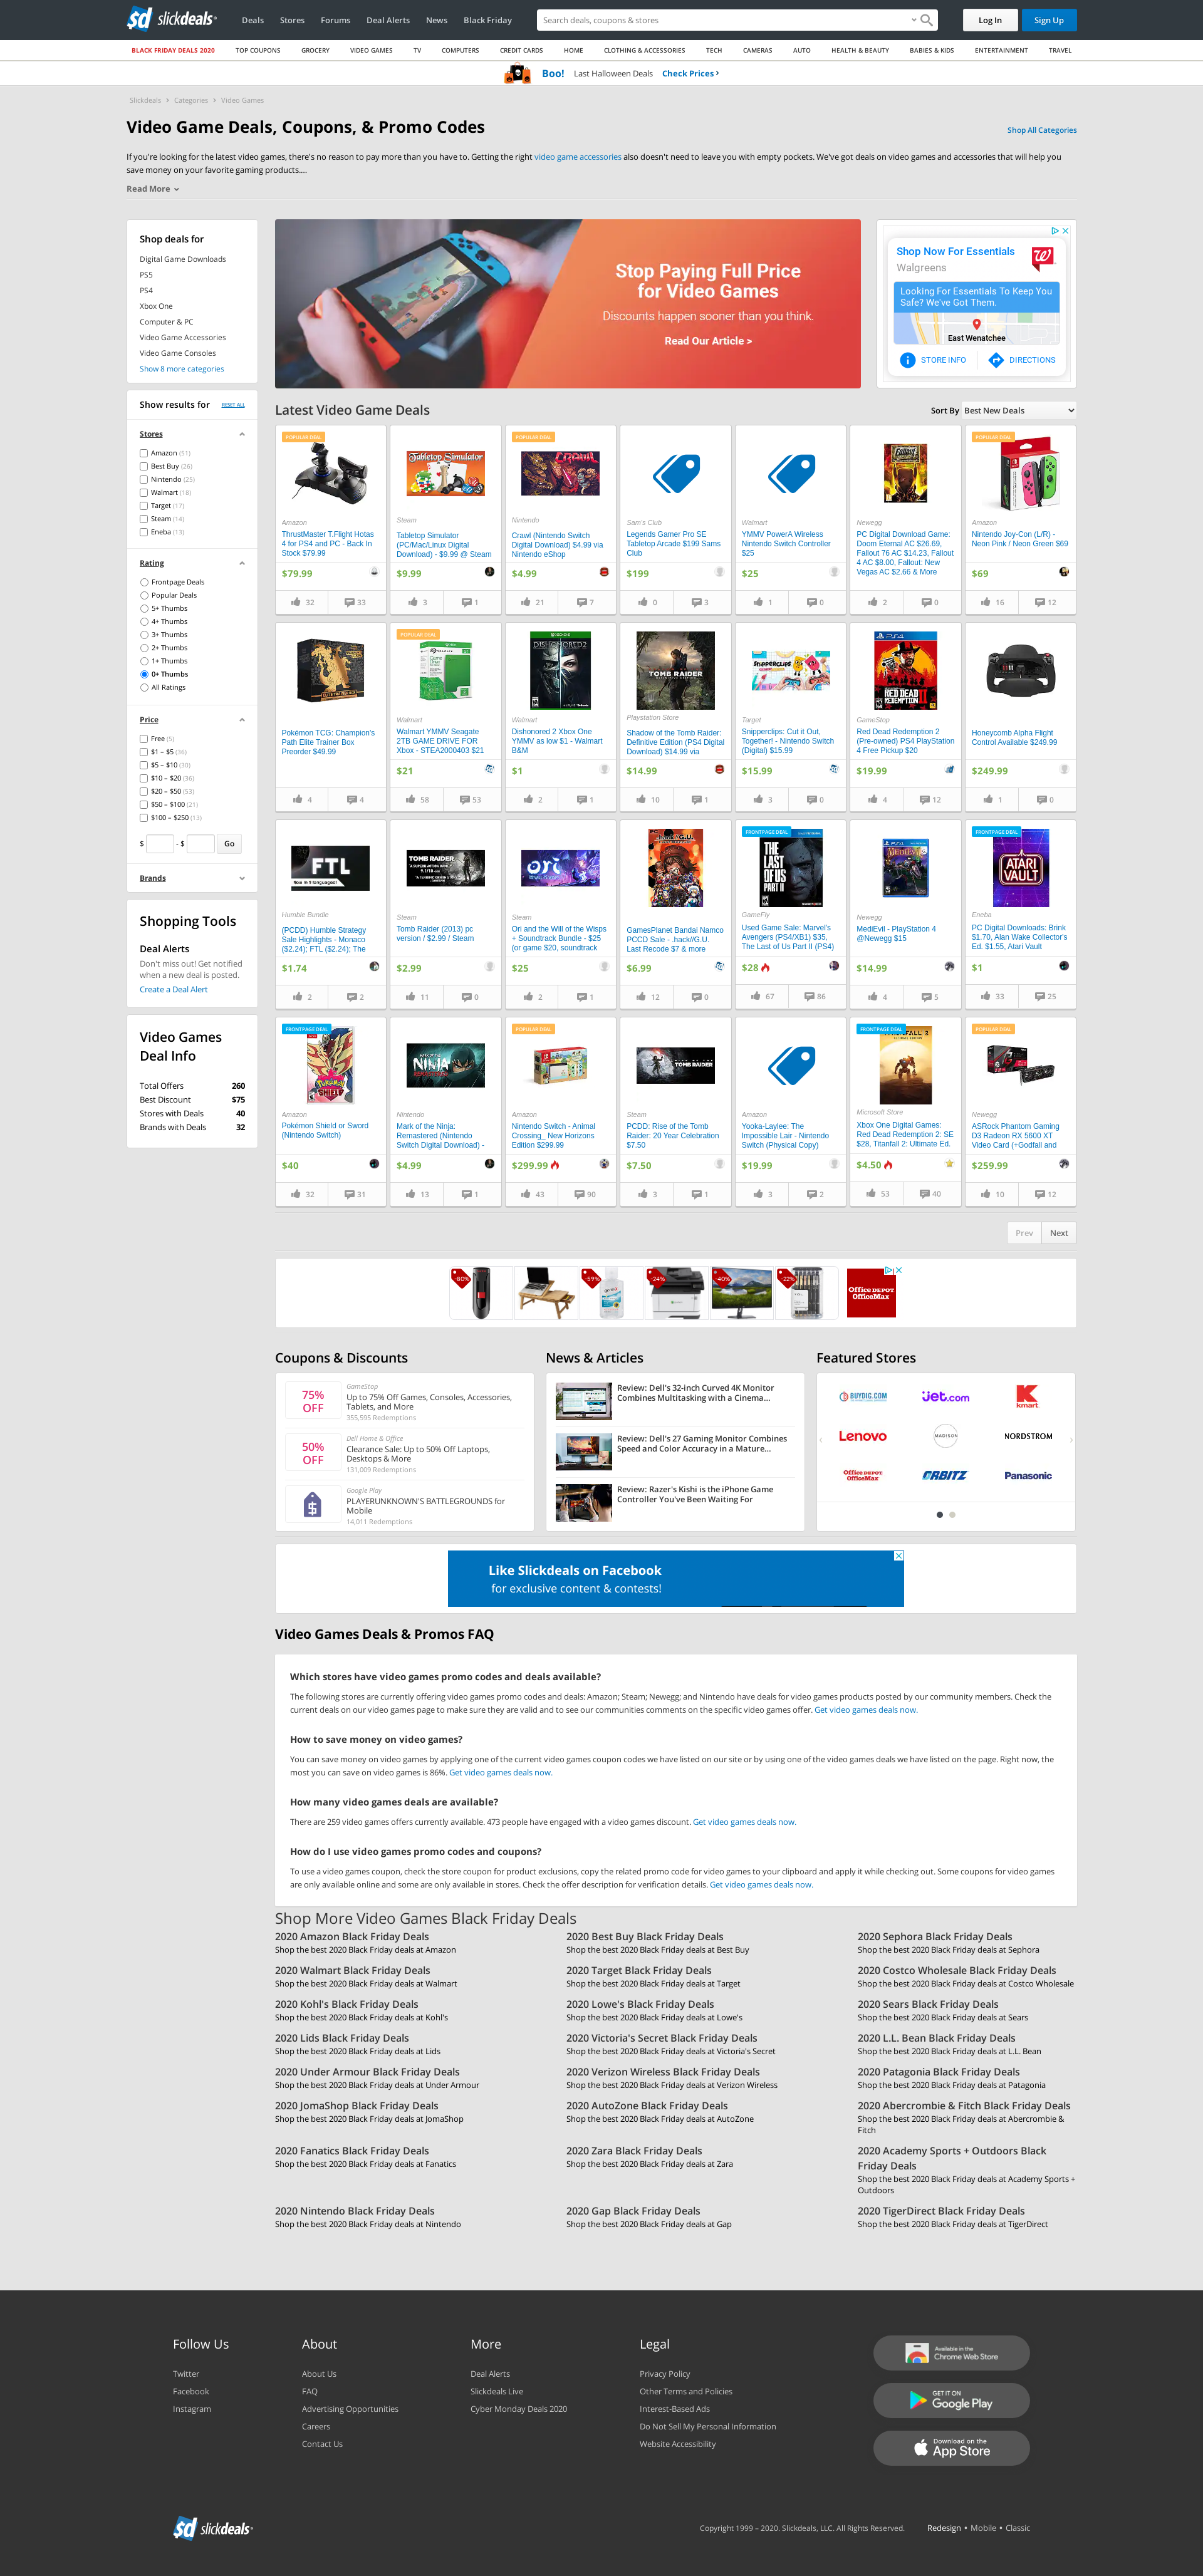 slickdeals
Deals Stores Forums Deal Alerts News Black Friday
Search deals, coupons & stores
Log In Sign Up
BLACK FRIDAY DEALS 2020 TOP COUPONS GROCERY VIDEO GAMES TV COMPUTERS CREDIT CARDS HOME CLOTHING & ACCESSORIES TECH CAMERAS AUTO HEALTH & BEAUTY BABIES & KIDS ENTERTAINMENT TRAVEL
Boo! Last Halloween Deals Check Prices
Slickdeals > Categories > Video Games
Video Game Deals, Coupons, & Promo Codes
Shop All Categories
If you're looking for the latest video games, there's no reason to pay more than you have to. Getting the right video game accessories also doesn't need to leave you with empty pockets. We've got deals on video games and accessories that will help you
save money on your favorite gaming products....
Read More
Shop deals for
Digital Game Downloads
PS5
PS4
Xbox One
Computer & PC
Video Game Accessories
Video Game Consoles
Show 8 more categories
Stop Paying Full Price
for Video Games
Discounts happen sooner than you think.
Read Our Article >
Shop Now For Essentials
Walgreens
Looking For Essentials To Keep You
Safe? We've Got Them.
East Wenatchee
STORE INFO DIRECTIONS
Show results for RESET ALL
Stores
Amazon (51)
Best Buy (26)
Nintendo (25)
Walmart (18)
Target (17)
Steam (14)
Eneba (13)
Rating
Frontpage Deals
Popular Deals
5+ Thumbs
4+ Thumbs
3+ Thumbs
2+ Thumbs
1+ Thumbs
0+ Thumbs
All Ratings
Price
Free (5)
$1 – $5 (36)
$5 – $10 (30)
$10 – $20 (36)
$20 – $50 (53)
$50 – $100 (21)
$100 – $250 (13)
$ - $ Go
Brands
Shopping Tools
Deal Alerts
Don't miss out! Get notified
when a new deal is posted.
Create a Deal Alert
Video Games
Deal Info
Total Offers 260
Best Discount $75
Stores with Deals 40
Brands with Deals 32
Latest Video Game Deals
Sort By Best New Deals
POPULAR DEAL
Amazon
ThrustMaster T.Flight Hotas
4 for PS4 and PC - Back In
Stock $79.99
$79.99
32 33
Tabletop Simulator
Steam
Tabletop Simulator
(PC/Mac/Linux Digital
Download) - $9.99 @ Steam
$9.99
3 1
POPULAR DEAL
CRAWL
Nintendo
Crawl (Nintendo Switch
Digital Download) $4.99 via
Nintendo eShop
$4.99
21 7
Sam's Club
Legends Gamer Pro SE
Tabletop Arcade $199 Sams
Club
$199
0 3
Walmart
YMMV PowerA Wireless
Nintendo Switch Controller
$25
$25
1 0
Newegg
PC Digital Download Game:
Doom Eternal AC $26.69,
Fallout 76 AC $14.23, Fallout
4 AC $8.00, Fallout: New
Vegas AC $2.66 & More
2 0
POPULAR DEAL
Amazon
Nintendo Joy-Con (L/R) -
Neon Pink / Neon Green $69
$69
16 12
Pokémon TCG: Champion's
Path Elite Trainer Box
Preorder $49.99
4 4
POPULAR DEAL
Walmart
Walmart YMMV Seagate
2TB GAME DRIVE FOR
Xbox - STEA2000403 $21
$21
58 53
DISHONORED 2
Walmart
Dishonored 2 Xbox One
YMMV as low $1 - Walmart
B&M
$1
2 1
TOMB RAIDER
Playstation Store
Shadow of the Tomb Raider:
Definitive Edition (PS4 Digital
Download) $14.99 via
$14.99
10 1
SNIPPERCLIPS
Target
Snipperclips: Cut it Out,
Together! - Nintendo Switch
(Digital) $15.99
$15.99
3 0
PS4
RED DEAD REDEMPTION II
GameStop
Red Dead Redemption 2
(Pre-owned) PS4 PlayStation
4 Free Pickup $20
$19.99
4 12
Honeycomb Alpha Flight
Control Available $249.99
$249.99
1 0
FTL
Now in 9 languages!
Humble Bundle
(PCDD) Humble Strategy
Sale Highlights - Monaco
($2.24); FTL ($2.24); The
$1.74
2 2
TOMB RAIDER
Steam
Tomb Raider (2013) pc
version / $2.99 / Steam
$2.99
11 0
ori
Steam
Ori and the Will of the Wisps
+ Soundtrack Bundle - $25
(or game $20, soundtrack
$25
2 1
GamesPlanet Bandai Namco
PCCD Sale - .hack//G.U.
Last Recode $7 & more
$6.99
12 0
FRONTPAGE DEAL
THE LAST OF US PART II
GameFly
Used Game Sale: Marvel's
Avengers (PS4/XB1) $35,
The Last of Us Part II (PS4)
$28
67 86
PS4
MEDIEVIL
Newegg
MediEvil - PlayStation 4
@Newegg $15
$14.99
4 5
FRONTPAGE DEAL
ATARI VAULT
Eneba
PC Digital Downloads: Brink
$1.70, Alan Wake Collector's
Ed. $1.55, Atari Vault
$1
33 25
FRONTPAGE DEAL
Pokémon SHIELD
Amazon
Pokémon Shield or Sword
(Nintendo Switch)
$40
32 31
NINJA
Nintendo
Mark of the Ninja:
Remastered (Nintendo
Switch Digital Download) -
$4.99
13 1
POPULAR DEAL
Amazon
Nintendo Switch - Animal
Crossing_ New Horizons
Edition $299.99
$299.99
43 90
TOMB RAIDER
Steam
PCDD: Rise of the Tomb
Raider: 20 Year Celebration
$7.50
$7.50
3 1
Amazon
Yooka-Laylee: The
Impossible Lair - Nintendo
Switch (Physical Copy)
$19.99
3 2
FRONTPAGE DEAL
Microsoft Store
Xbox One Digital Games:
Red Dead Redemption 2: SE
$28, Titanfall 2: Ultimate Ed.
$4.50
53 40
POPULAR DEAL
Newegg
ASRock Phantom Gaming
D3 Radeon RX 5600 XT
Video Card (+Godfall and
$259.99
10 12
Prev Next
-80% -59% -24% -40% -22%
Office DEPOT
OfficeMax
Coupons & Discounts
75%
OFF
GameStop
Up to 75% Off Games, Consoles, Accessories,
Tablets, and More
355,595 Redemptions
50%
OFF
Dell Home & Office
Clearance Sale: Up to 50% Off Laptops,
Desktops & More
131,009 Redemptions
Google Play
PLAYERUNKNOWN'S BATTLEGROUNDS for
Mobile
14,011 Redemptions
News & Articles
Review: Dell's 32-inch Curved 4K Monitor
Combines Multitasking with a Cinema...
Review: Dell's 27 Gaming Monitor Combines
Speed and Color Accuracy in a Mature...
Review: Razer's Kishi is the iPhone Game
Controller You've Been Waiting For
Featured Stores
BUYDIG.COM jet.com kmart
Lenovo MADISON NORDSTROM
Office DEPOT OfficeMax ORBITZ Panasonic
Like Slickdeals on Facebook
for exclusive content & contests!
Video Games Deals & Promos FAQ
Which stores have video games promo codes and deals available?
The following stores are currently offering video games promo codes and deals: Amazon; Steam; Newegg; and Nintendo have deals for video games products posted by our community members. Check the
current deals on our video games page to make sure they are valid and to see our communities comments on the specific video games offer. Get video games deals now.
How to save money on video games?
You can save money on video games by applying one of the current video games coupon codes we have listed on our site or by using one of the video games deals we have listed on the page. Right now, the
most you can save on video games is 86%. Get video games deals now.
How many video games deals are available?
There are 259 video games offers currently available. 473 people have engaged with a video games discount. Get video games deals now.
How do I use video games promo codes and coupons?
To use a video games coupon, check the store coupon for product exclusions, copy the related promo code for video games to your clipboard and apply it while checking out. Some coupons for video games
are only available online and some are only available in stores. Check the offer description for verification details. Get video games deals now.
Shop More Video Games Black Friday Deals
2020 Amazon Black Friday Deals
Shop the best 2020 Black Friday deals at Amazon
2020 Best Buy Black Friday Deals
Shop the best 2020 Black Friday deals at Best Buy
2020 Sephora Black Friday Deals
Shop the best 2020 Black Friday deals at Sephora
2020 Walmart Black Friday Deals
Shop the best 2020 Black Friday deals at Walmart
2020 Target Black Friday Deals
Shop the best 2020 Black Friday deals at Target
2020 Costco Wholesale Black Friday Deals
Shop the best 2020 Black Friday deals at Costco Wholesale
2020 Kohl's Black Friday Deals
Shop the best 2020 Black Friday deals at Kohl's
2020 Lowe's Black Friday Deals
Shop the best 2020 Black Friday deals at Lowe's
2020 Sears Black Friday Deals
Shop the best 2020 Black Friday deals at Sears
2020 Lids Black Friday Deals
Shop the best 2020 Black Friday deals at Lids
2020 Victoria's Secret Black Friday Deals
Shop the best 2020 Black Friday deals at Victoria's Secret
2020 L.L. Bean Black Friday Deals
Shop the best 2020 Black Friday deals at L.L. Bean
2020 Under Armour Black Friday Deals
Shop the best 2020 Black Friday deals at Under Armour
2020 Verizon Wireless Black Friday Deals
Shop the best 2020 Black Friday deals at Verizon Wireless
2020 Patagonia Black Friday Deals
Shop the best 2020 Black Friday deals at Patagonia
2020 JomaShop Black Friday Deals
Shop the best 2020 Black Friday deals at JomaShop
2020 AutoZone Black Friday Deals
Shop the best 2020 Black Friday deals at AutoZone
2020 Abercrombie & Fitch Black Friday Deals
Shop the best 2020 Black Friday deals at Abercrombie &
Fitch
2020 Fanatics Black Friday Deals
Shop the best 2020 Black Friday deals at Fanatics
2020 Zara Black Friday Deals
Shop the best 2020 Black Friday deals at Zara
2020 Academy Sports + Outdoors Black
Friday Deals
Shop the best 2020 Black Friday deals at Academy Sports +
Outdoors
2020 Nintendo Black Friday Deals
Shop the best 2020 Black Friday deals at Nintendo
2020 Gap Black Friday Deals
Shop the best 2020 Black Friday deals at Gap
2020 TigerDirect Black Friday Deals
Shop the best 2020 Black Friday deals at TigerDirect
Follow Us
Twitter
Facebook
Instagram
About
About Us
FAQ
Advertising Opportunities
Careers
Contact Us
More
Deal Alerts
Slickdeals Live
Cyber Monday Deals 2020
Legal
Privacy Policy
Other Terms and Policies
Interest-Based Ads
Do Not Sell My Personal Information
Website Accessibility
Available in the
Chrome Web Store
GET IT ON
Google Play
Download on the
App Store
slickdeals
Copyright 1999 – 2020. Slickdeals, LLC. All Rights Reserved. Redesign • Mobile • Classic